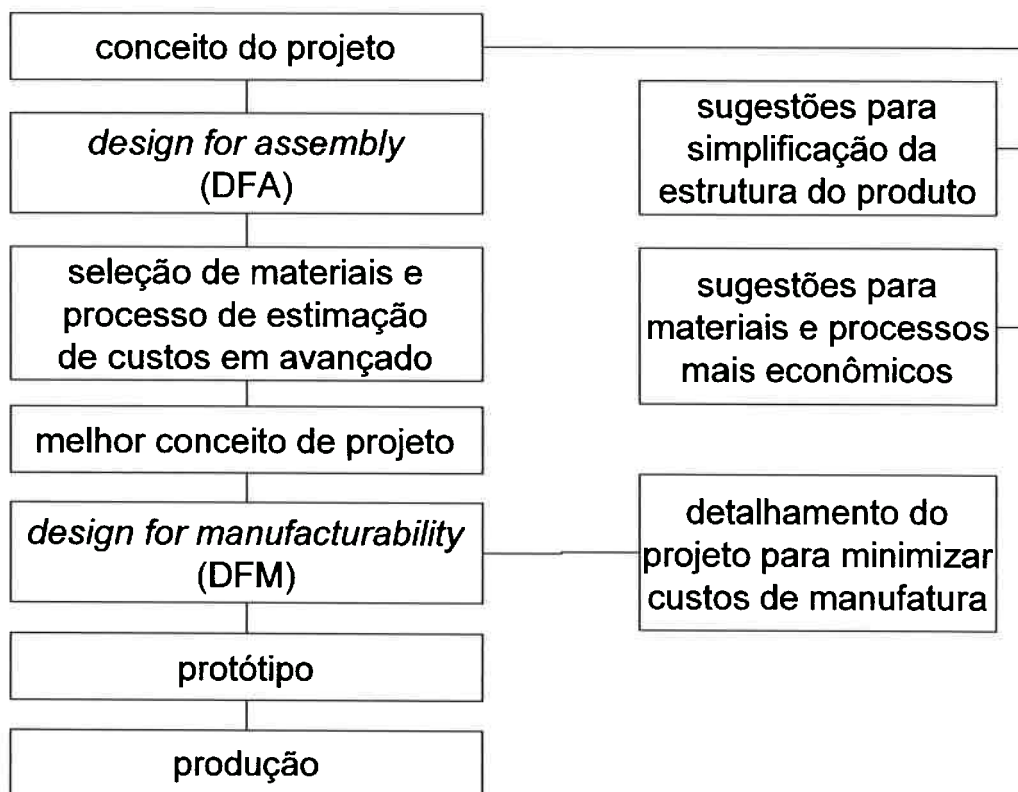 conceito do projeto
design for assembly
(DFA)
sugestões para
simplificação da
estrutura do produto
seleção de materiais e
processo de estimação
de custos em avançado
sugestões para
materiais e processos
mais econômicos
melhor conceito de projeto
design for manufacturability
(DFM)
detalhamento do
projeto para minimizar
custos de manufatura
protótipo
produção